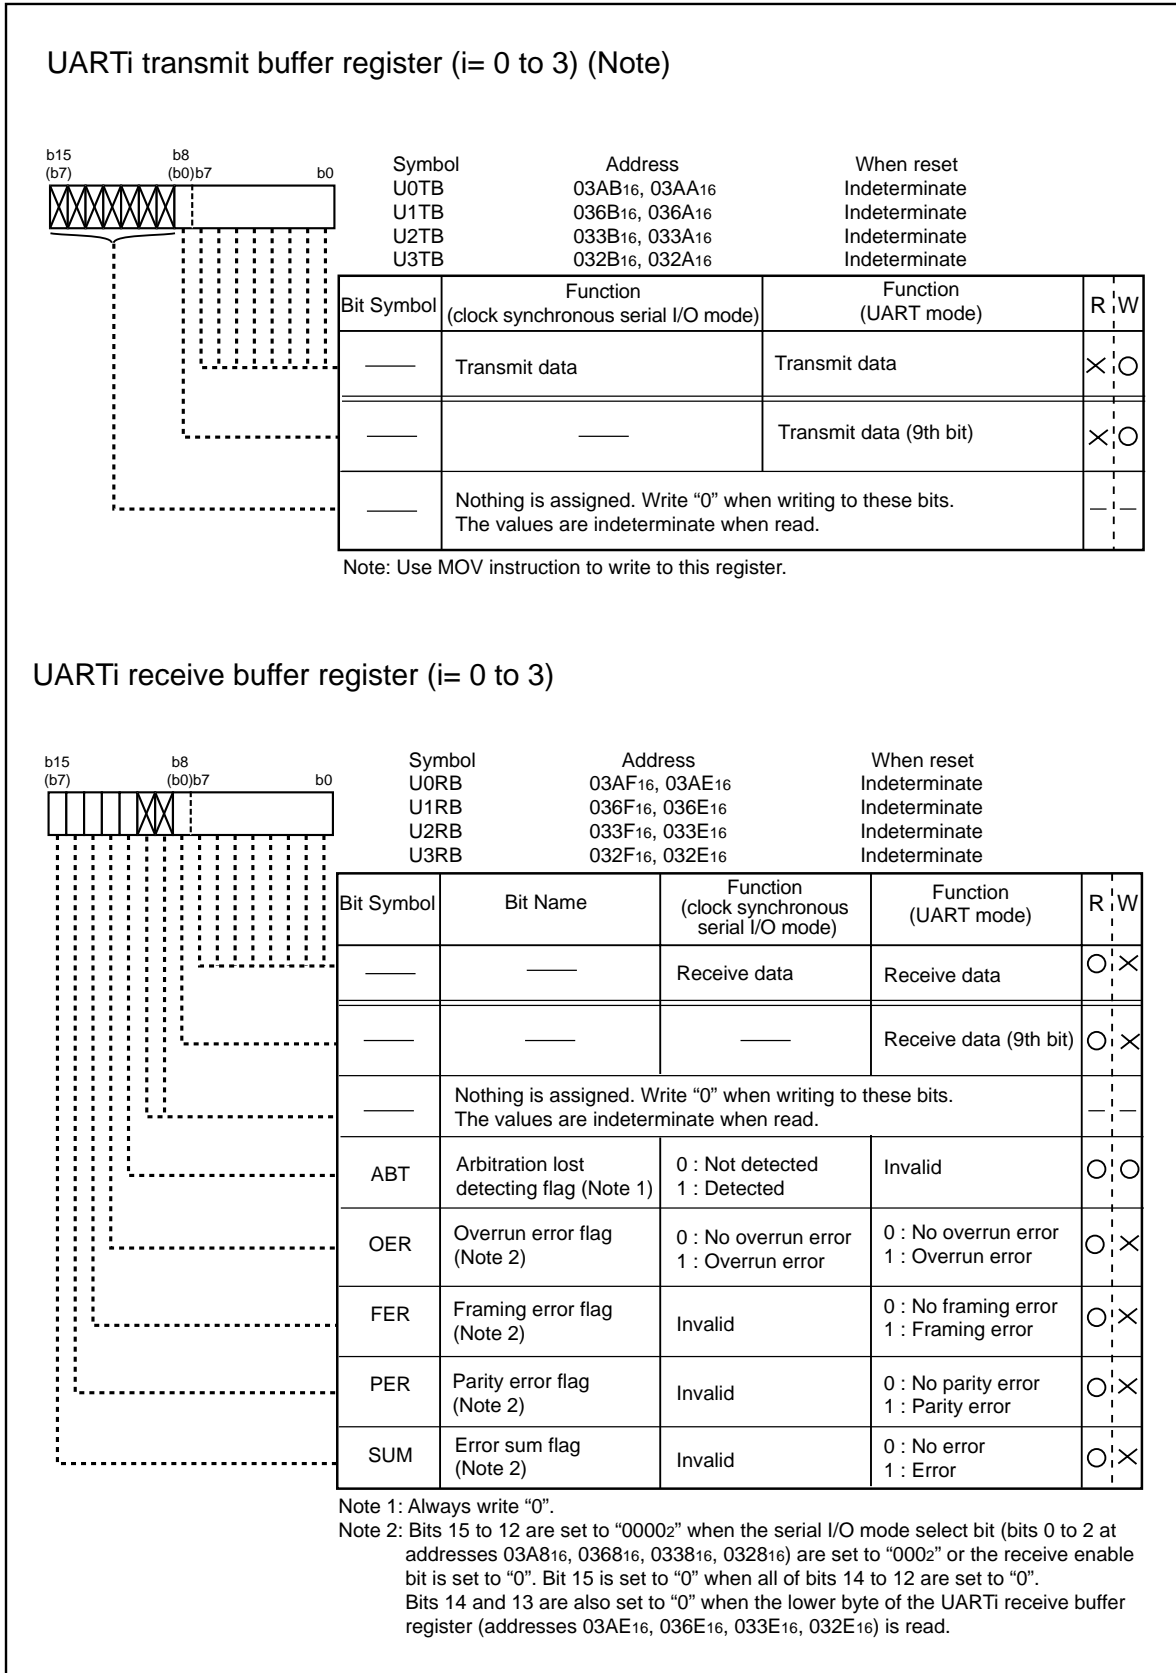 UARTi transmit buffer register (i= 0 to 3) (Note)
b15 b8
(b7) (b0) b7 b0
Symbol Address When reset
U0TB 03AB16, 03AA16 Indeterminate
U1TB 036B16, 036A16 Indeterminate
U2TB 033B16, 033A16 Indeterminate
U3TB 032B16, 032A16 Indeterminate
Bit Symbol Function (clock synchronous serial I/O mode) Function (UART mode) R W
Transmit data Transmit data
Transmit data (9th bit)
Nothing is assigned. Write “0” when writing to these bits.
The values are indeterminate when read.
Note: Use MOV instruction to write to this register.
UARTi receive buffer register (i= 0 to 3)
b15 b8
(b7) (b0) b7 b0
Symbol Address When reset
U0RB 03AF16, 03AE16 Indeterminate
U1RB 036F16, 036E16 Indeterminate
U2RB 033F16, 033E16 Indeterminate
U3RB 032F16, 032E16 Indeterminate
Bit Symbol Bit Name Function (clock synchronous serial I/O mode) Function (UART mode) R W
Receive data Receive data
Receive data (9th bit)
Nothing is assigned. Write “0” when writing to these bits.
The values are indeterminate when read.
ABT Arbitration lost detecting flag (Note 1) 0 : Not detected 1 : Detected Invalid
OER Overrun error flag (Note 2) 0 : No overrun error 1 : Overrun error 0 : No overrun error 1 : Overrun error
FER Framing error flag (Note 2) Invalid 0 : No framing error 1 : Framing error
PER Parity error flag (Note 2) Invalid 0 : No parity error 1 : Parity error
SUM Error sum flag (Note 2) Invalid 0 : No error 1 : Error
Note 1: Always write “0”.
Note 2: Bits 15 to 12 are set to “00002” when the serial I/O mode select bit (bits 0 to 2 at
addresses 03A816, 036816, 033816, 032816) are set to “0002” or the receive enable
bit is set to “0”. Bit 15 is set to “0” when all of bits 14 to 12 are set to “0”.
Bits 14 and 13 are also set to “0” when the lower byte of the UARTi receive buffer
register (addresses 03AE16, 036E16, 033E16, 032E16) is read.